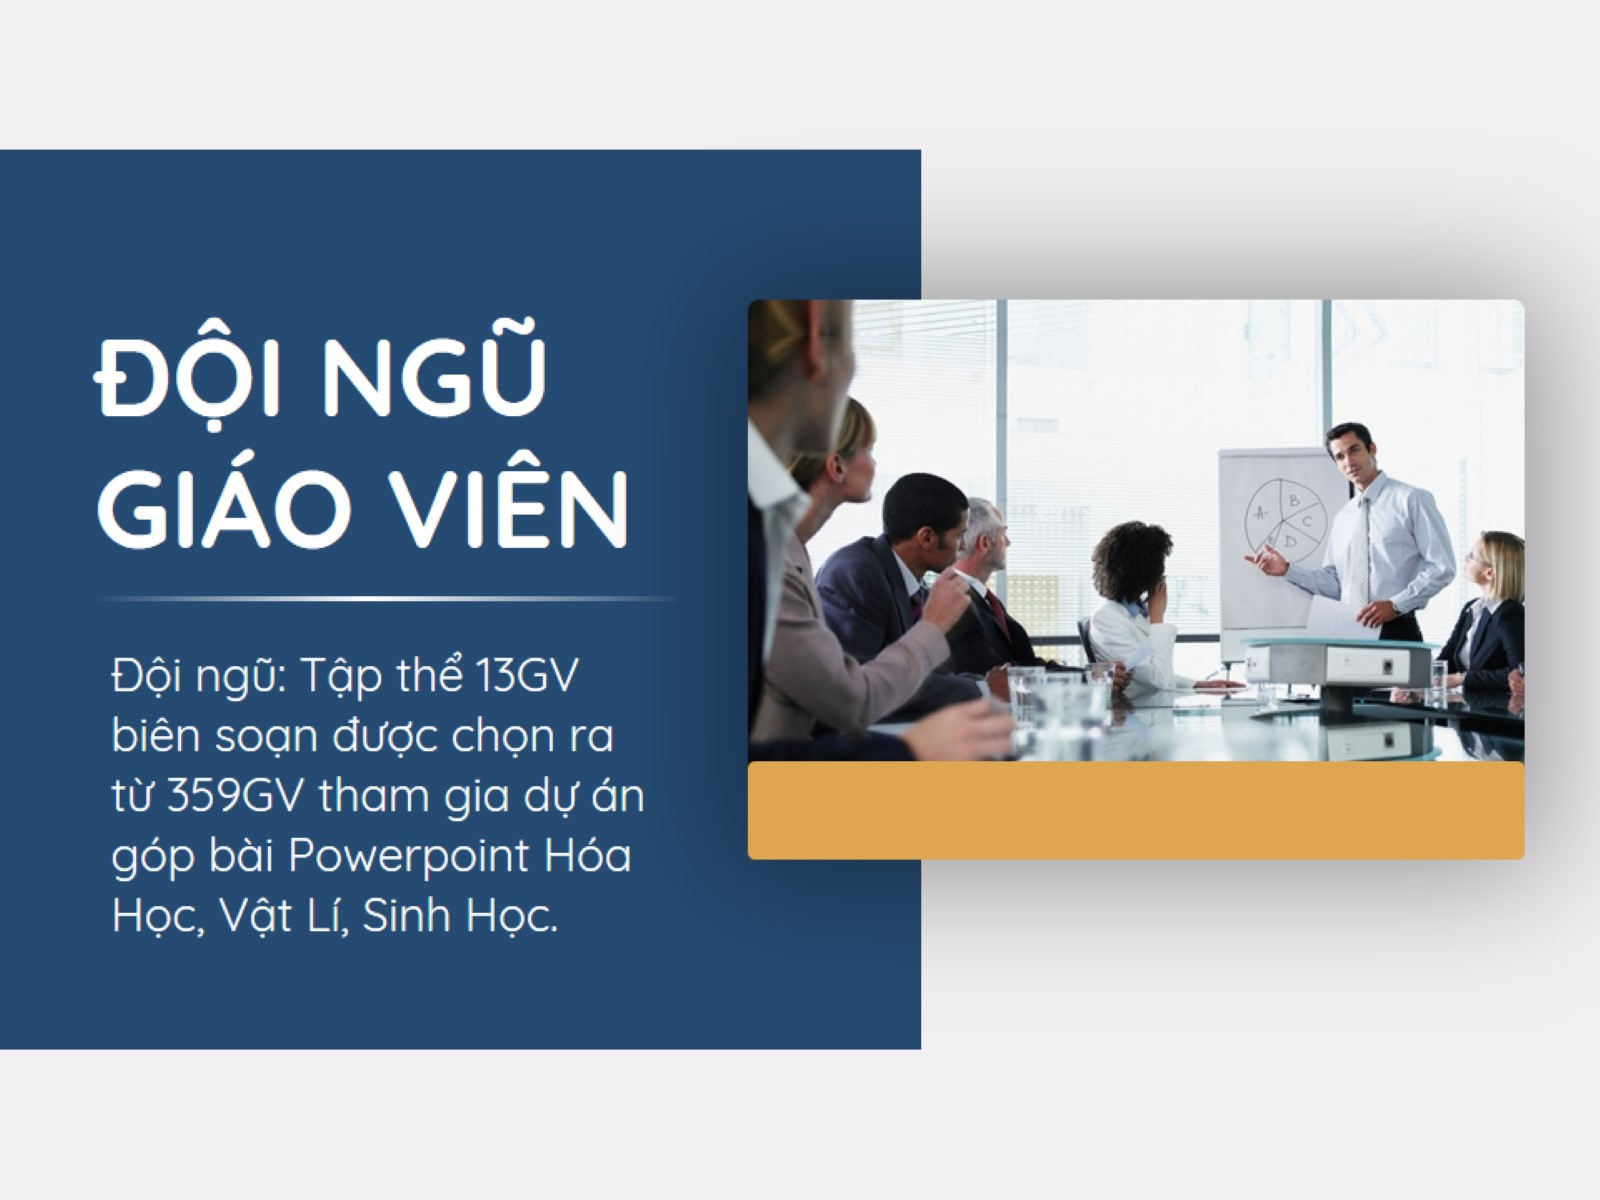 ĐỘI NGŨ
GIÁO VIÊN
Đội ngũ: Tập thể 13GV
biên soạn được chọn ra
từ 359GV tham gia dự án
góp bài Powerpoint Hóa
Học, Vật Lí, Sinh Học.
A
B
C
D
E